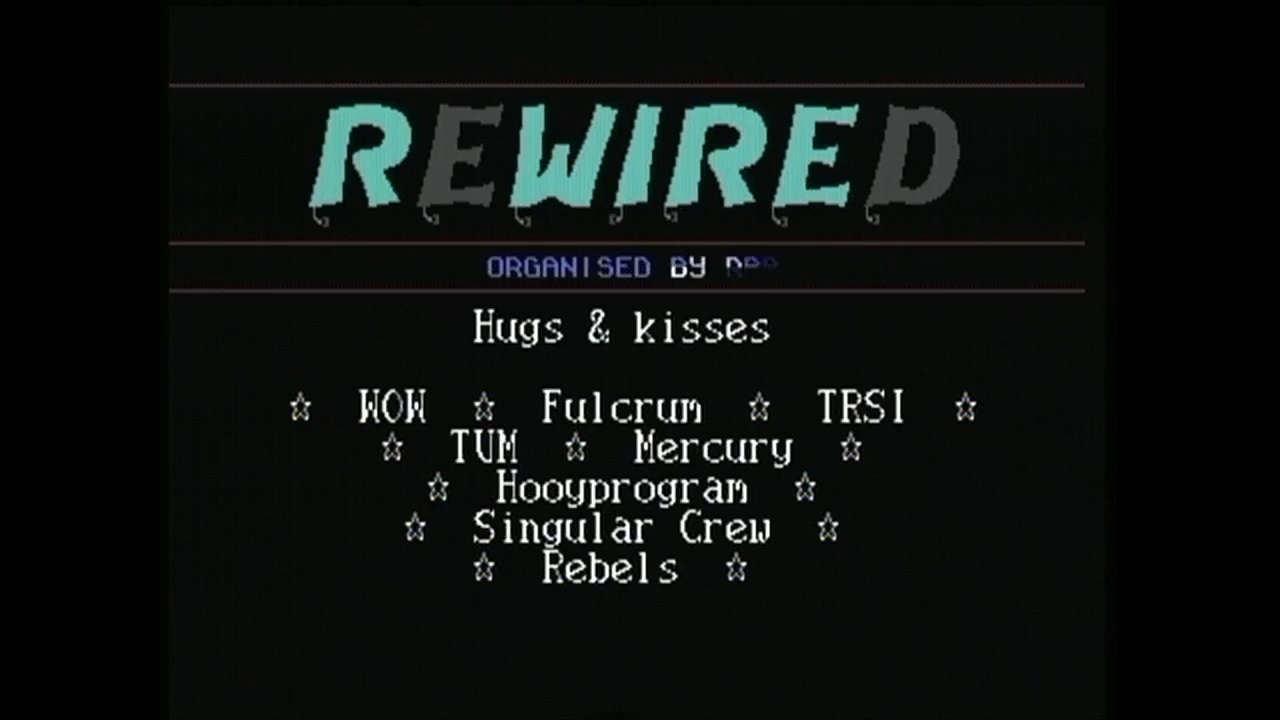 REWIRED
ORGANISED BY
Hugs & kisses
☆ WOW ☆ Fulcrum ☆ TRSI ☆
☆ TUM ☆ Mercury ☆
☆ Hooyprogram ☆
☆ Singular Crew ☆
☆ Rebels ☆